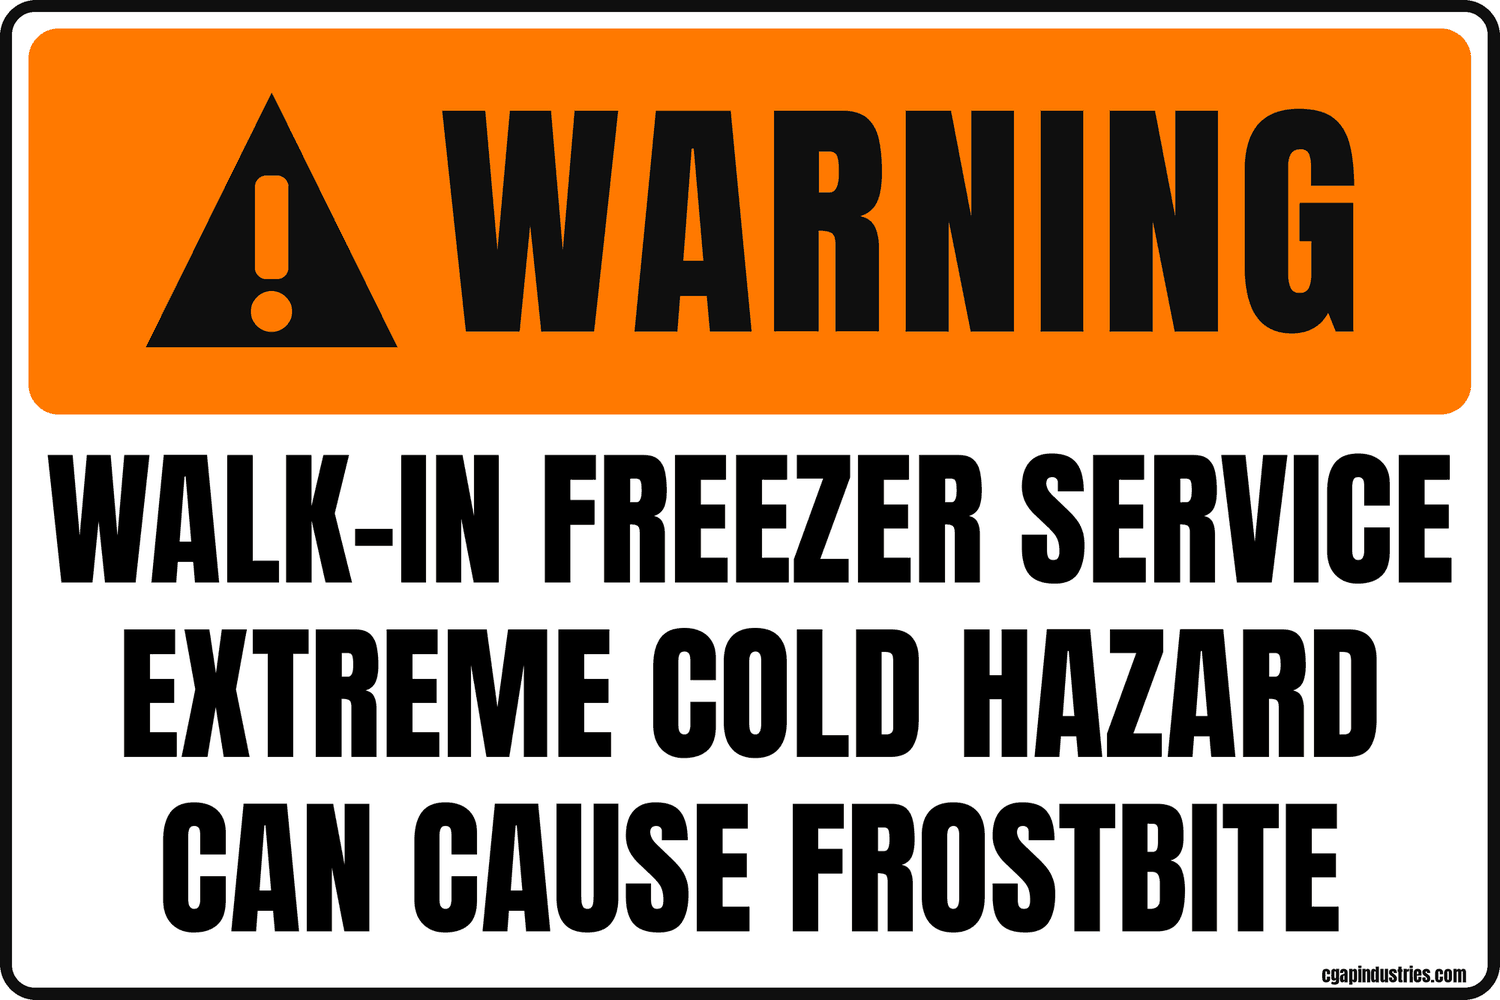 WARNING
WALK-IN FREEZER SERVICE
EXTREME COLD HAZARD
CAN CAUSE FROSTBITE
cgapindustries.com